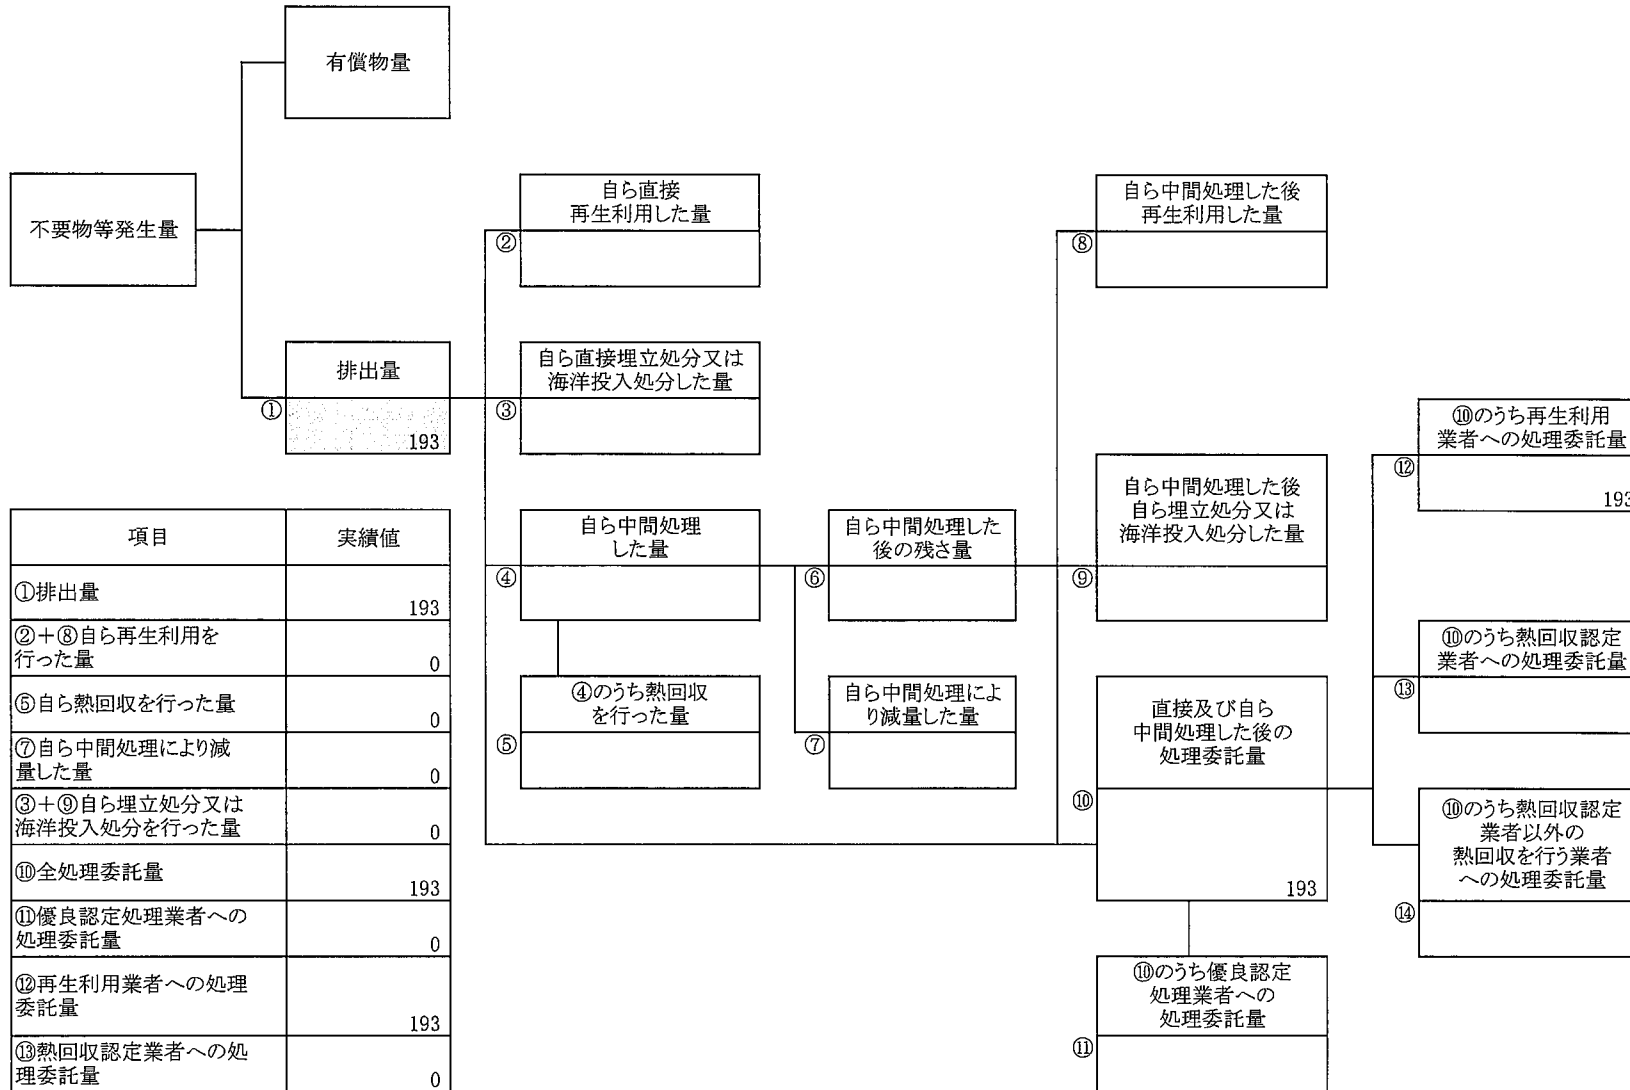 有償物量
不要物等発生量
自ら直接
再生利用した量
②
自ら中間処理した後
再生利用した量
⑧
排出量
①
193
自ら直接埋立処分又は
海洋投入処分した量
③
⑩のうち再生利用
業者への処理委託量
⑫
193
自ら中間処理した後
自ら埋立処分又は
海洋投入処分した量
⑨
自ら中間処理
した量
④
自ら中間処理した
後の残さ量
⑥
⑩のうち熱回収認定
業者への処理委託量
⑬
④のうち熱回収
を行った量
⑤
自ら中間処理によ
り減量した量
⑦
直接及び自ら
中間処理した後の
処理委託量
⑩
193
⑩のうち熱回収認定
業者以外の
熱回収を行う業者
への処理委託量
⑭
⑩のうち優良認定
処理業者への
処理委託量
⑪
項目 実績値
①排出量 193
②+⑧自ら再生利用を
行った量 0
⑤自ら熱回収を行った量 0
⑦自ら中間処理により減
量した量 0
③+⑨自ら埋立処分又は
海洋投入処分を行った量 0
⑩全処理委託量 193
⑪優良認定処理業者への
処理委託量 0
⑫再生利用業者への処理
委託量 193
⑬熱回収認定業者への処
理委託量 0